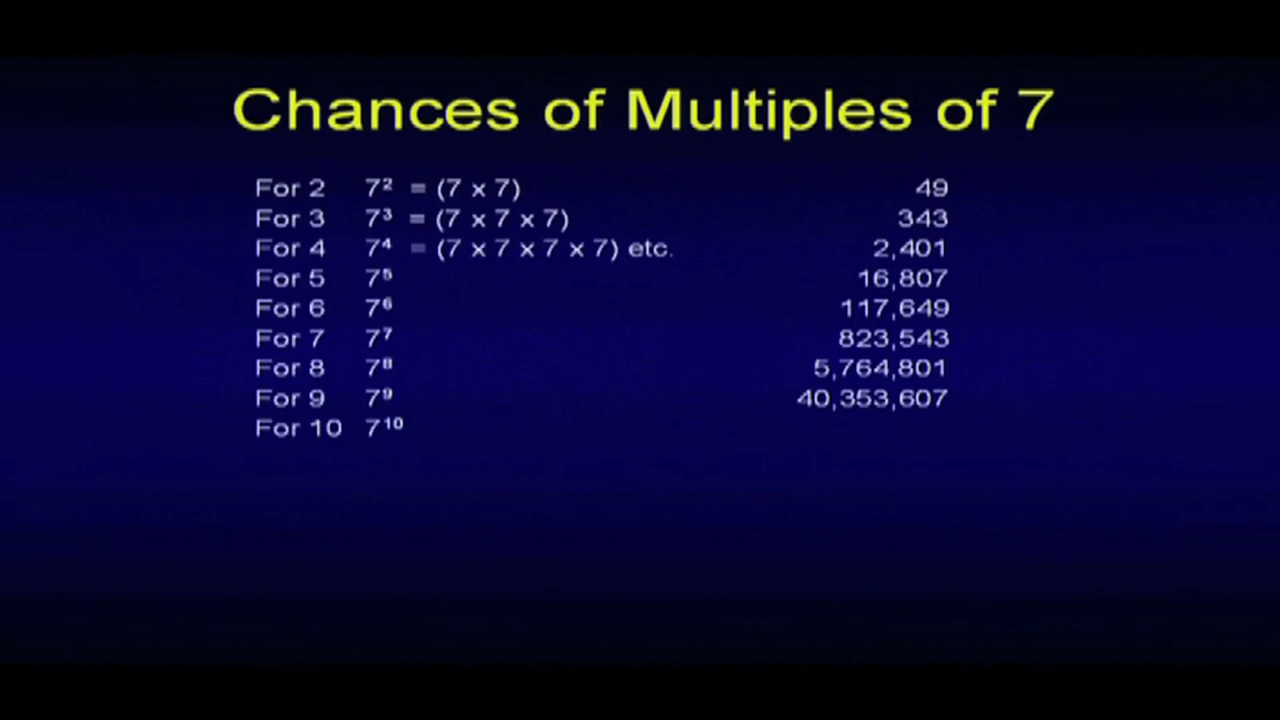 Chances of Multiples of 7
For 2 7² = (7 x 7) 49
For 3 7³ = (7 x 7 x 7) 343
For 4 7⁴ = (7 x 7 x 7 x 7) etc. 2,401
For 5 7⁵ 16,807
For 6 7⁶ 117,649
For 7 7⁷ 823,543
For 8 7⁸ 5,764,801
For 9 7⁹ 40,353,607
For 10 7¹⁰